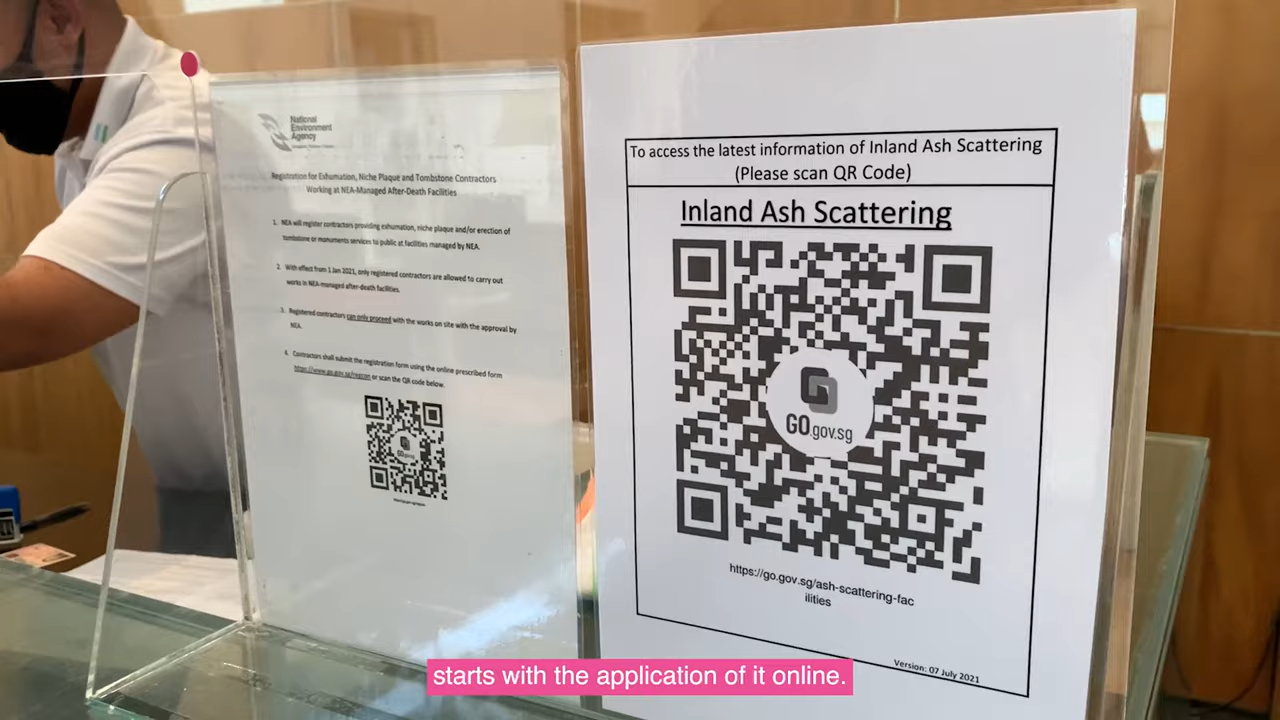 National
Environment
Agency
Registration for Exhumation, Niche Plaque and Tombstone Contractors
Working at NEA-Managed After-Death Facilities
1. NEA will register contractors providing exhumation, niche plaque and/or erection of
tombstone or monuments services to public at facilities managed by NEA.
2. With effect from 1 Jan 2021, only registered contractors are allowed to carry out
works in NEA-managed after-death facilities.
3. Registered contractors can only proceed with the works on site with the approval by
NEA.
4. Contractors shall submit the registration form using the online prescribed form
or scan the QR code below.
To access the latest information of Inland Ash Scattering
(Please scan QR Code)
Inland Ash Scattering
GO.gov.sg
https://go.gov.sg/ash-scattering-fac
ilities
Version: 07 July 2021
starts with the application of it online.